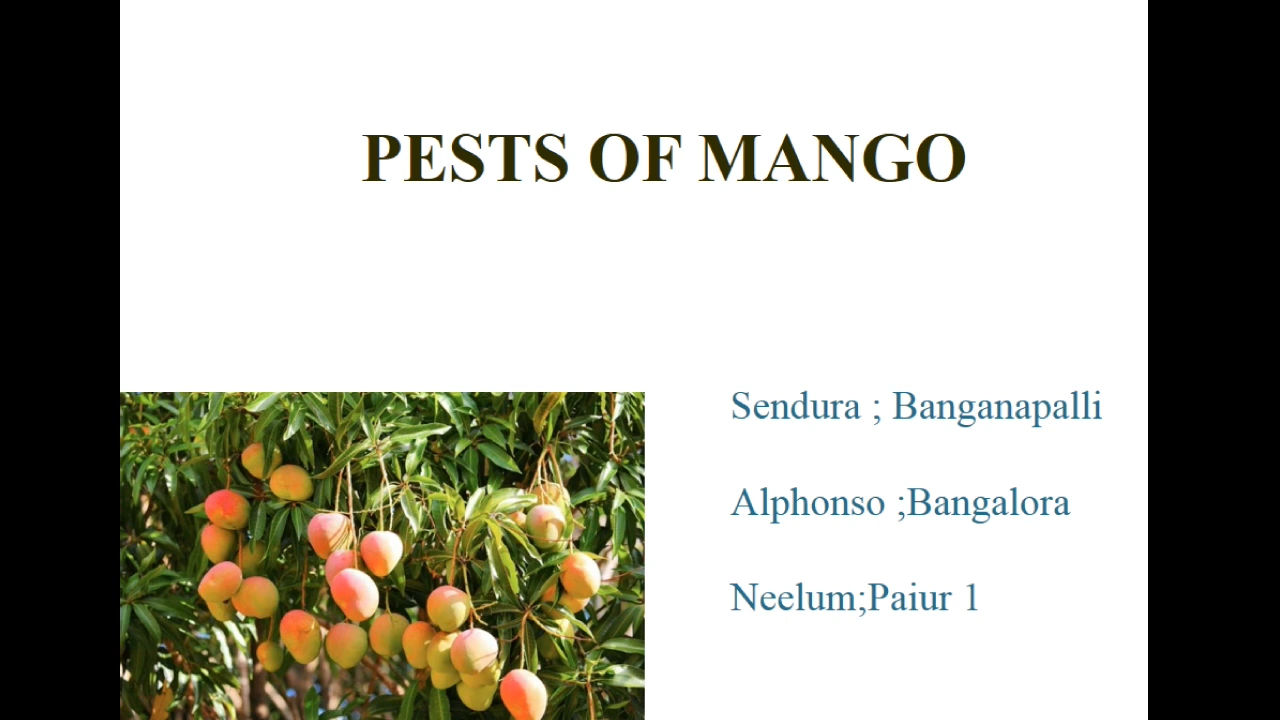 PESTS OF MANGO
Sendura ; Banganapalli
Alphonso ;Bangalora
Neelum;Paiur 1